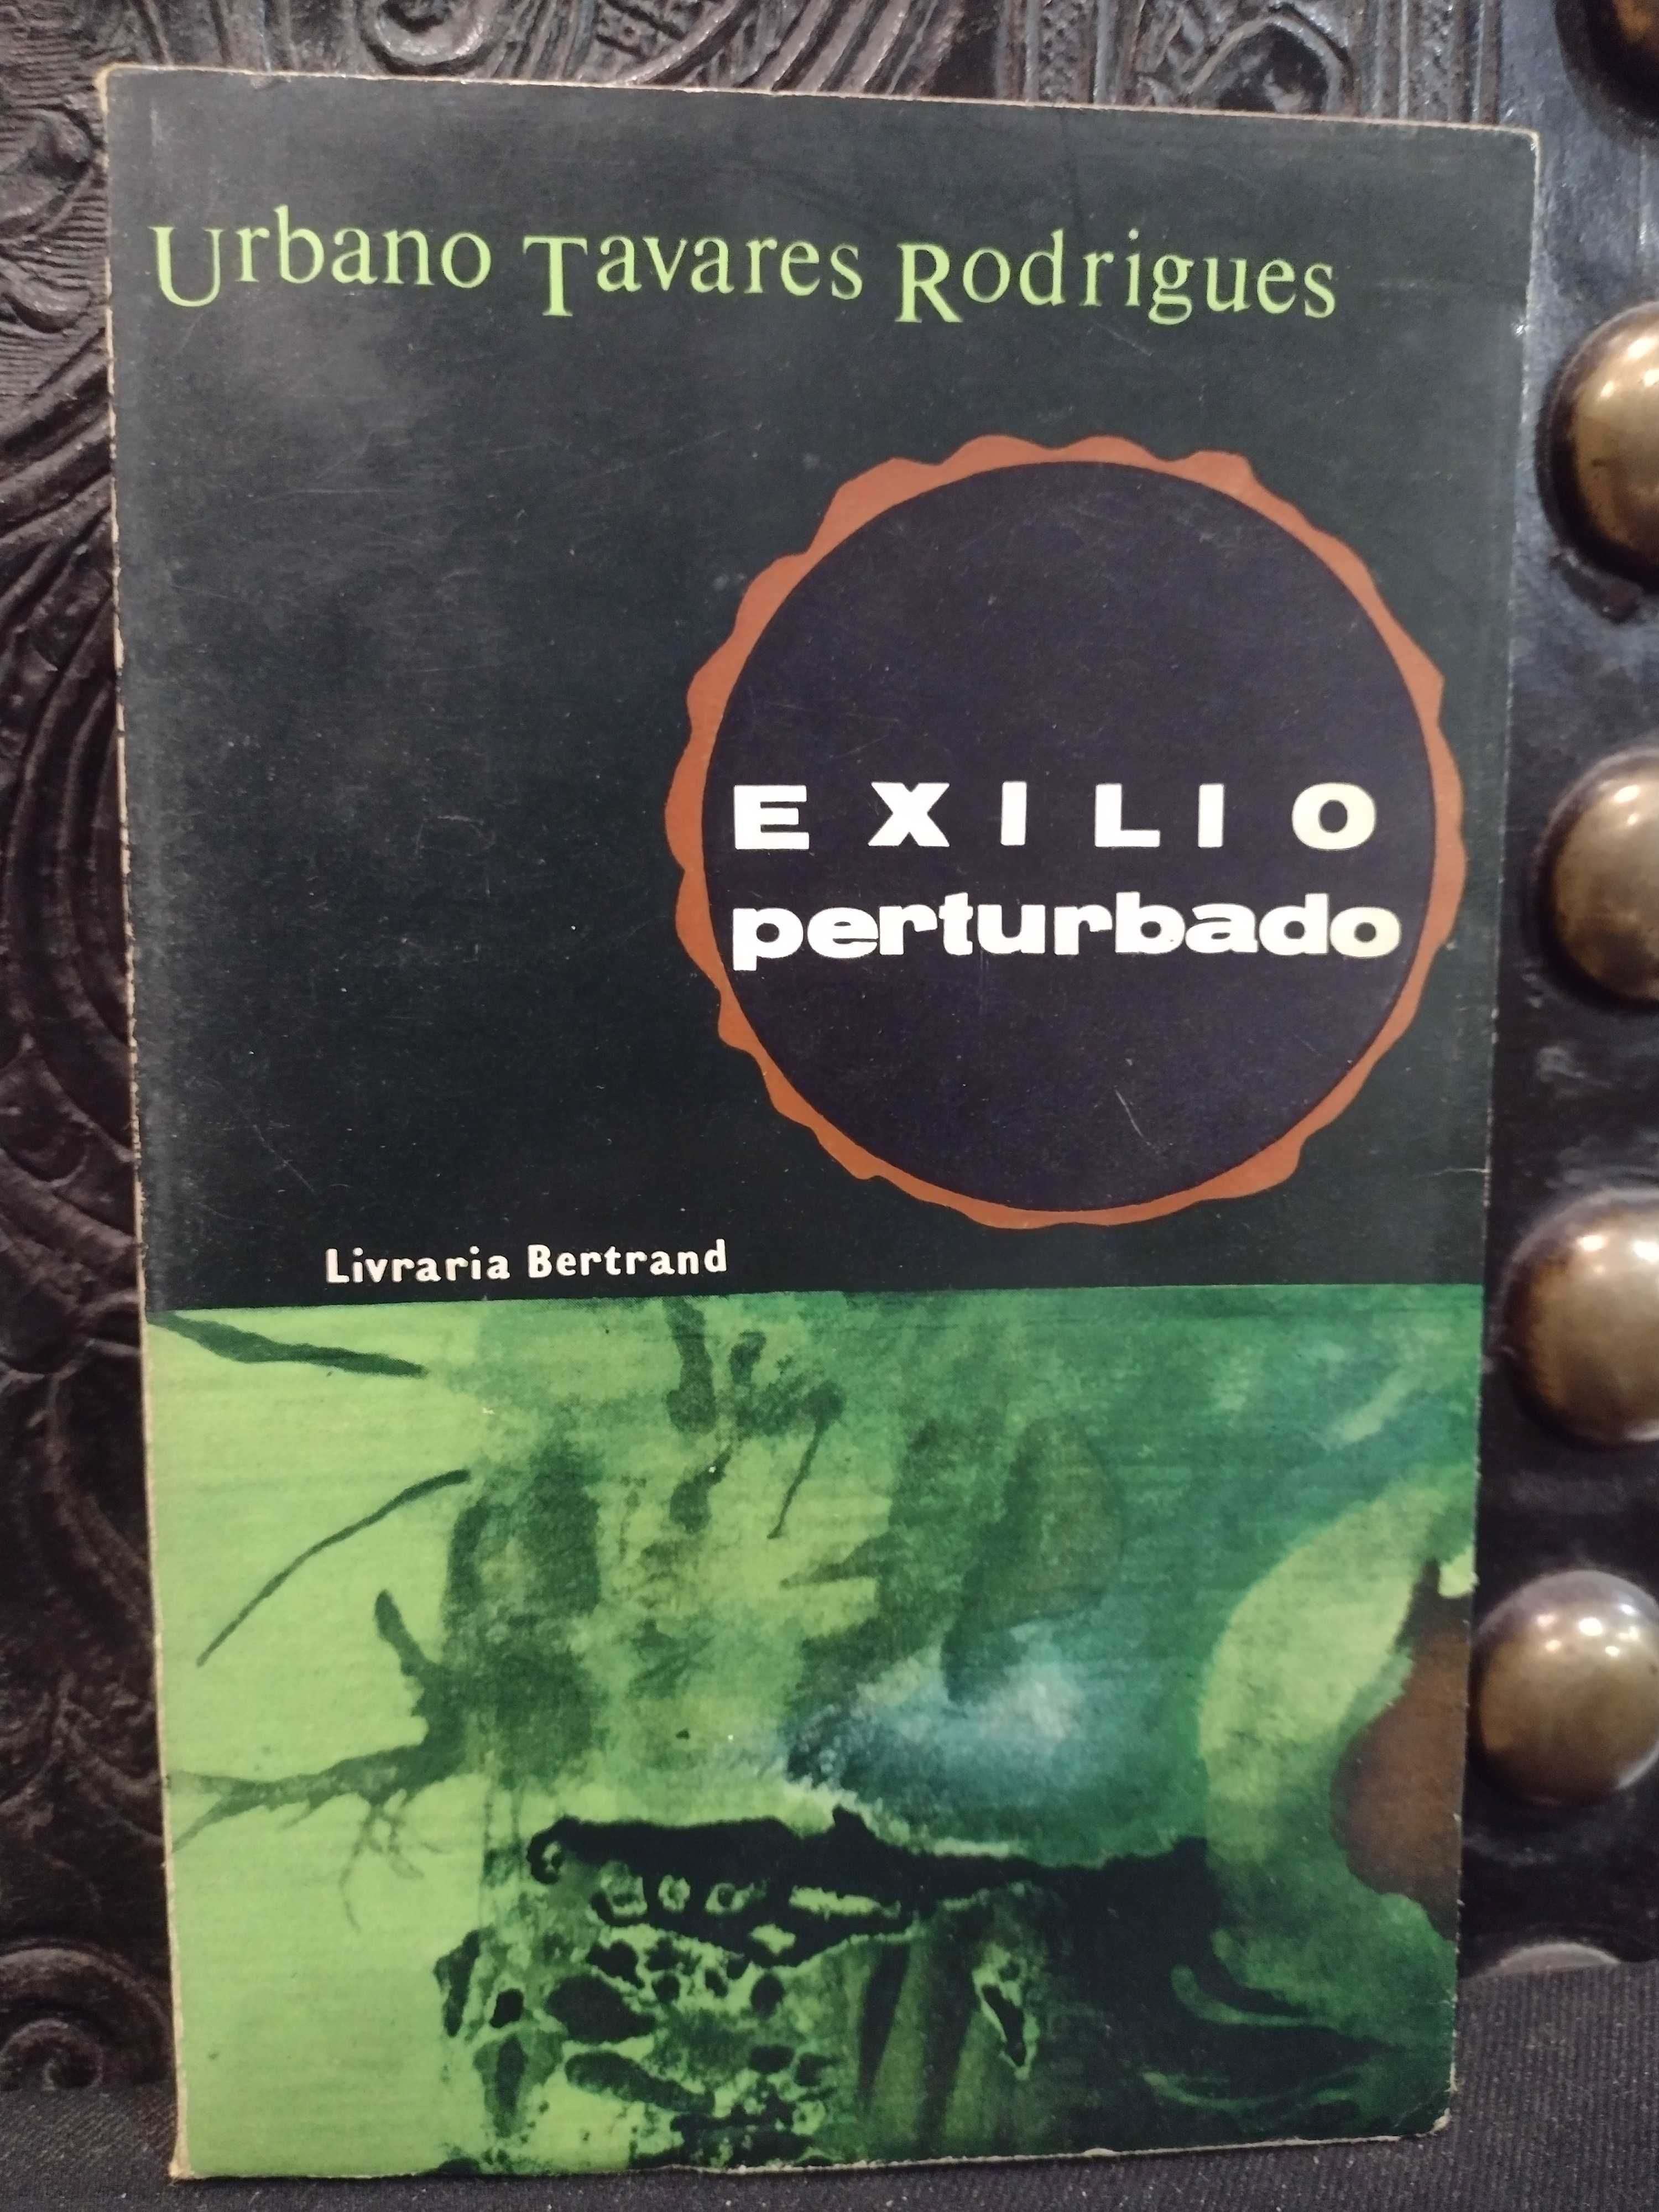 Urbano Tavares Rodrigues
EXILIO
perturbado
Livraria Bertrand